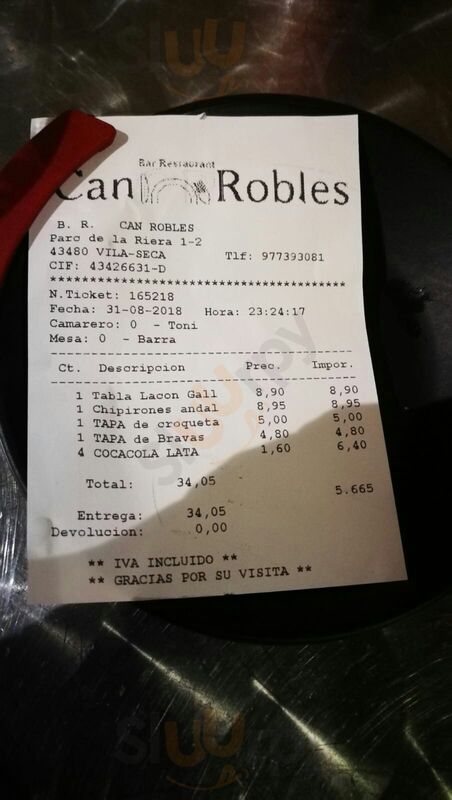 Bar Restaurant
Can Robles
B. R. CAN ROBLES
Parc de la Riera 1-2
43480 VILA-SECA Tlf: 977393081
CIF: 43426631-D
***************************************
N.Ticket: 165218
Fecha: 31-08-2018 Hora: 23:24:17
Camarero: 0 - Toni
Mesa: 0 - Barra
---------------------------------------
Ct. Descripcion Prec. Impor.
---------------------------------------
1 Tabla Lacon Gall 8,90 8,90
1 Chipirones andal 8,95 8,95
1 TAPA de croqueta 5,00 5,00
1 TAPA de Bravas 4,80 4,80
4 COCACOLA LATA 1,60 6,40
Total: 34,05
5.665
Entrega: 34,05
Devolucion: 0,00
** IVA INCLUIDO **
** GRACIAS POR SU VISITA **